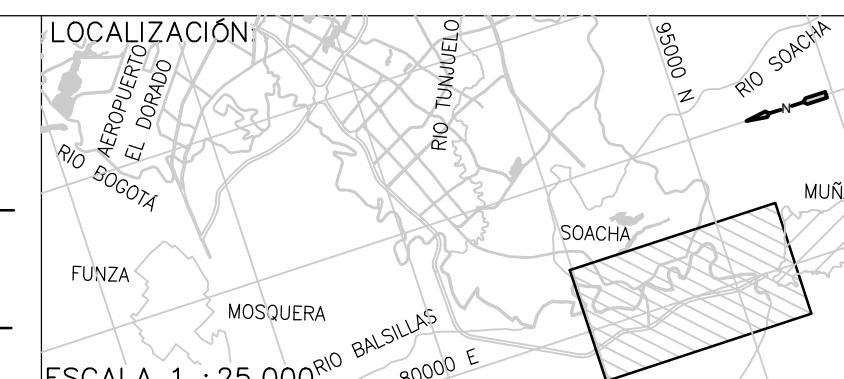 LOCALIZACIÓN:
AEROPUERTO
EL DORADO
RIO BOGOTÁ
RIO TUNJUELO
95000 N
RIO SOACHA
N
MUÑ
SOACHA
FUNZA
MOSQUERA
RIO BALSILLAS
80000 E
ESCALA 1 : 25.000